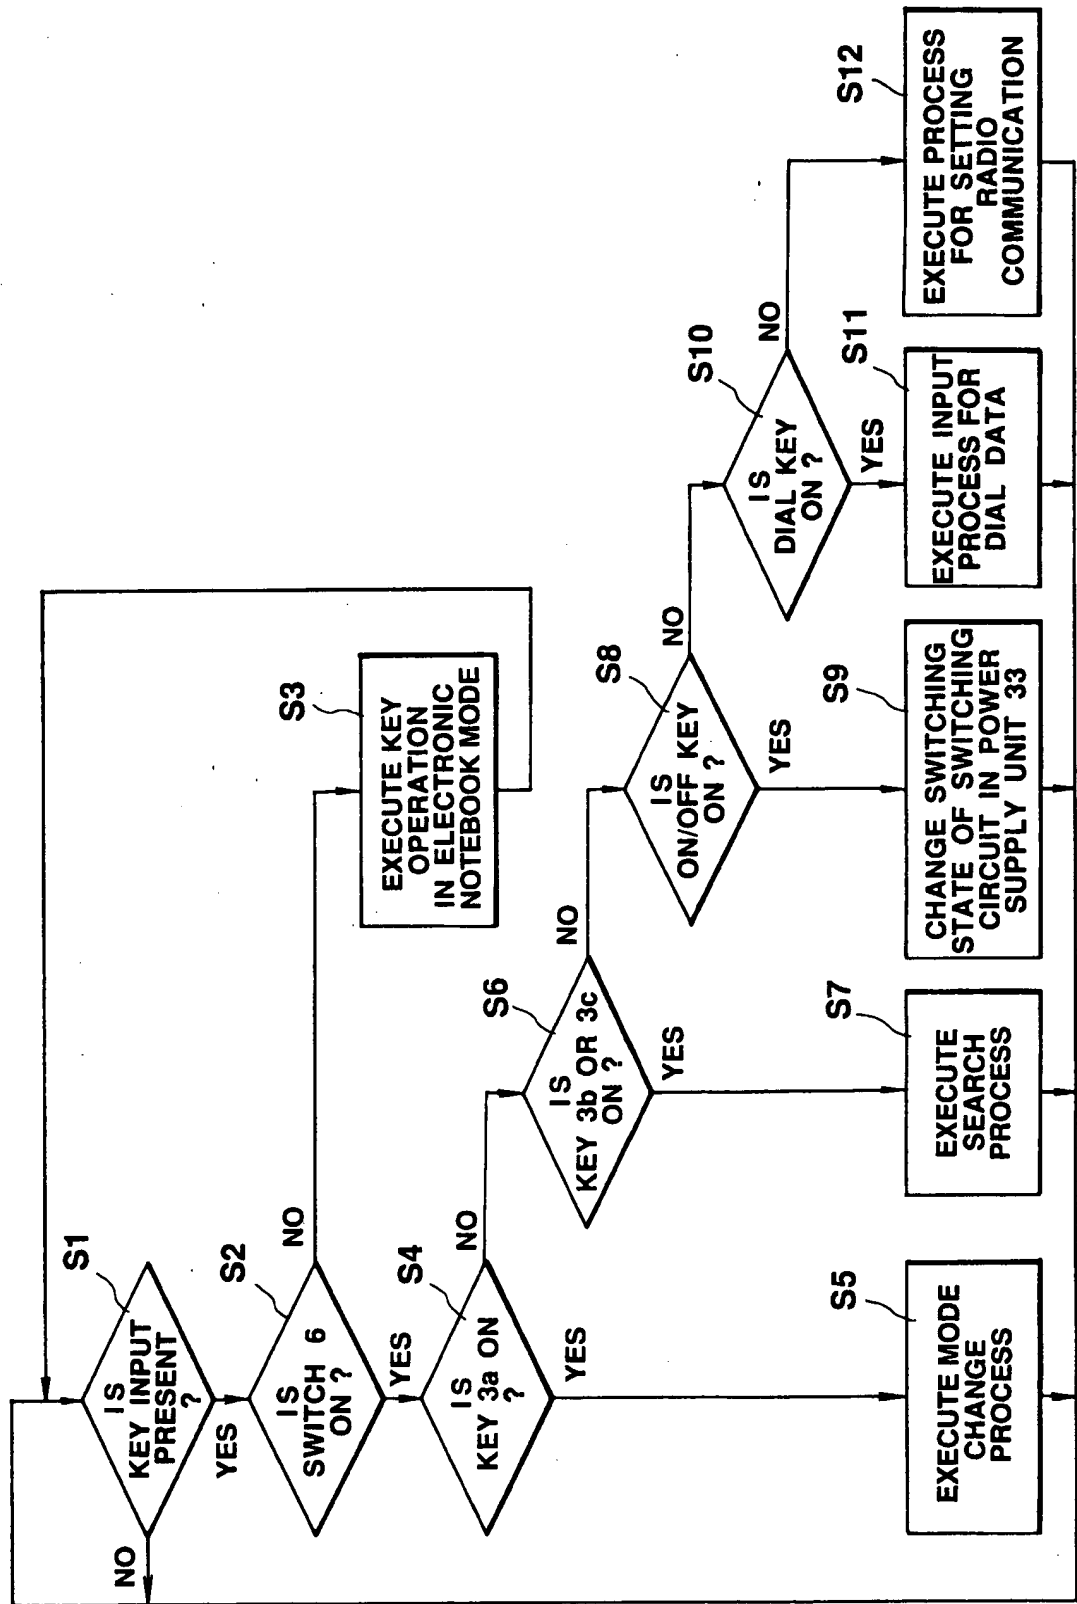 S1
IS
KEY INPUT
PRESENT
?
NO
YES
S2
IS
SWITCH 6
ON ?
NO
YES
S3
EXECUTE KEY
OPERATION
IN ELECTRONIC
NOTEBOOK MODE
S4
IS
KEY 3a ON
?
NO
YES
S5
EXECUTE MODE
CHANGE
PROCESS
S6
IS
KEY 3b OR 3c
ON ?
NO
YES
S7
EXECUTE
SEARCH
PROCESS
S8
IS
ON/OFF KEY
ON ?
NO
YES
S9
CHANGE SWITCHING
STATE OF SWITCHING
CIRCUIT IN POWER
SUPPLY UNIT 33
S10
IS
DIAL KEY
ON ?
NO
YES
S11
EXECUTE INPUT
PROCESS FOR
DIAL DATA
S12
EXECUTE PROCESS
FOR SETTING
RADIO
COMMUNICATION